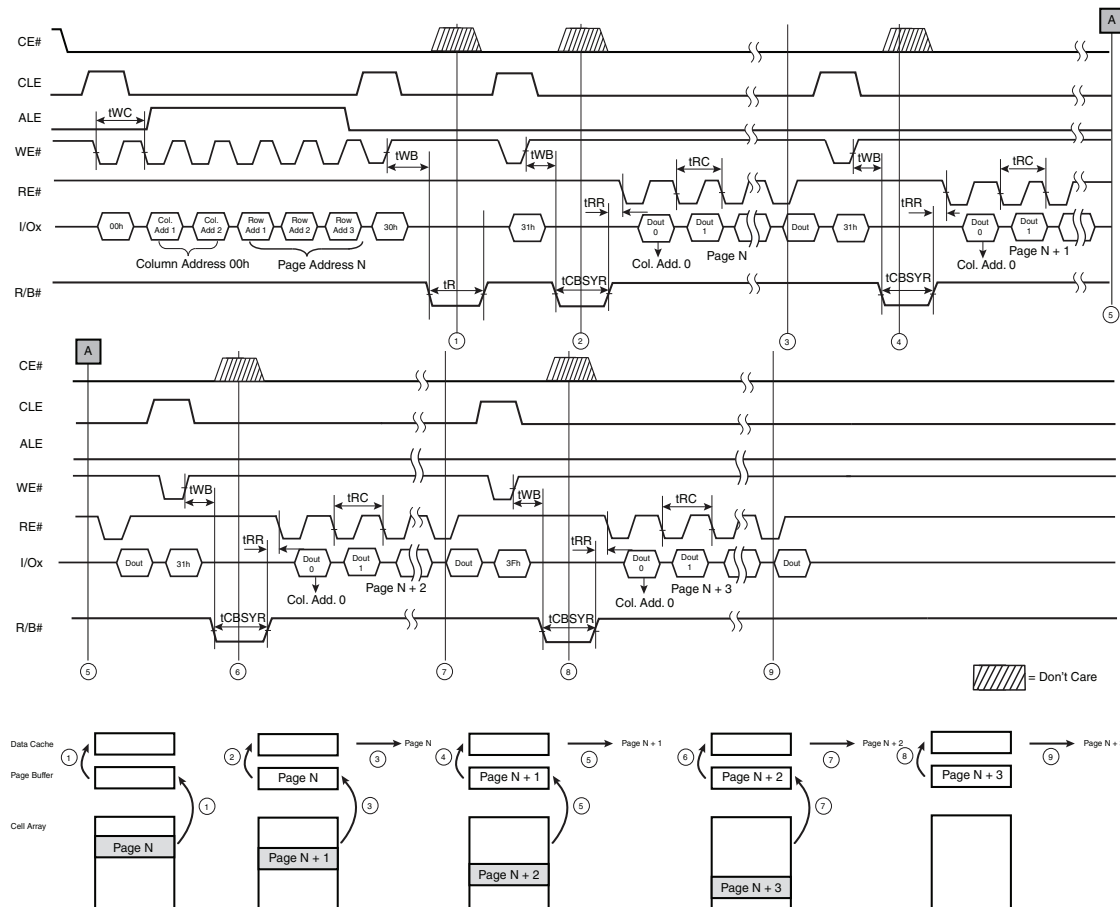 A
CE#
CLE
tWC
ALE
WE#
tWB
tWB
tWB
RE#
tRC
tRC
tRR
tRR
I/Ox
00h
Col. Add 1
Col. Add 2
Row Add 1
Row Add 2
Row Add 3
30h
31h
Dout 0
Dout 1
Dout
31h
Dout 0
Dout 1
Column Address 00h
Page Address N
Page N
Page N + 1
Col. Add. 0
Col. Add. 0
R/B#
tR
tCBSYR
tCBSYR
1
2
3
4
5
A
CE#
CLE
ALE
WE#
tWB
tWB
RE#
tRC
tRC
tRR
tRR
I/Ox
Dout
31h
Dout 0
Dout 1
Dout
3Fh
Dout 0
Dout 1
Dout
Page N + 2
Page N + 3
Col. Add. 0
Col. Add. 0
R/B#
tCBSYR
tCBSYR
5
6
7
8
9
= Don't Care
Data Cache
1
2
3
Page N
4
5
Page N + 1
6
7
Page N + 2
8
9
Page N +
Page Buffer
Page N
Page N + 1
Page N + 2
Page N + 3
1
3
5
7
Cell Array
Page N
Page N + 1
Page N + 2
Page N + 3